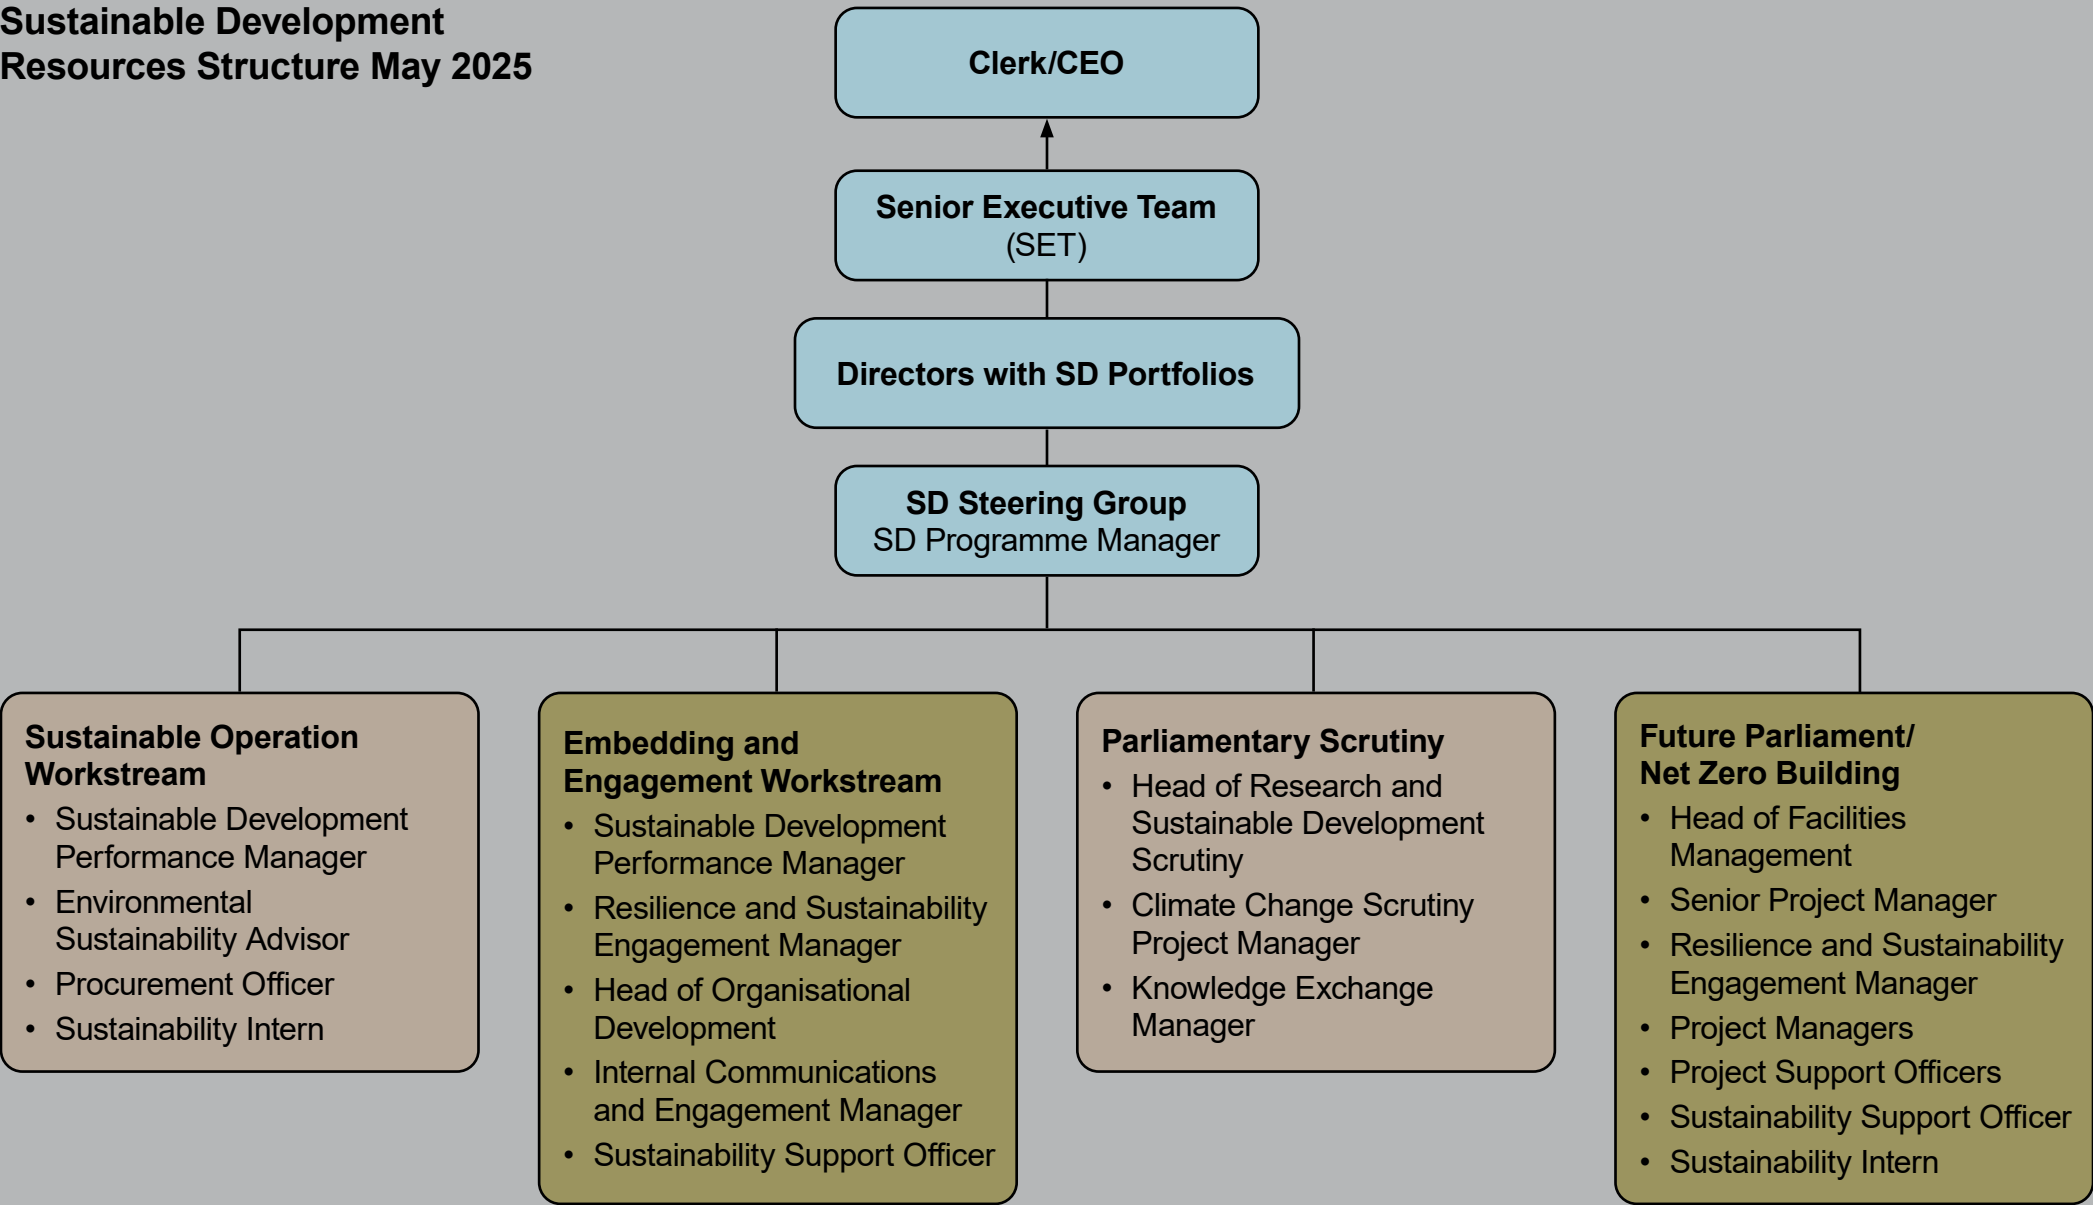 Sustainable Development
Resources Structure May 2025
Clerk/CEO
Senior Executive Team
(SET)
Directors with SD Portfolios
SD Steering Group
SD Programme Manager
Sustainable Operation
Workstream
• Sustainable Development
Performance Manager
• Environmental
Sustainability Advisor
• Procurement Officer
• Sustainability Intern
Embedding and
Engagement Workstream
• Sustainable Development
Performance Manager
• Resilience and Sustainability
Engagement Manager
• Head of Organisational
Development
• Internal Communications
and Engagement Manager
• Sustainability Support Officer
Parliamentary Scrutiny
• Head of Research and
Sustainable Development
Scrutiny
• Climate Change Scrutiny
Project Manager
• Knowledge Exchange
Manager
Future Parliament/
Net Zero Building
• Head of Facilities
Management
• Senior Project Manager
• Resilience and Sustainability
Engagement Manager
• Project Managers
• Project Support Officers
• Sustainability Support Officer
• Sustainability Intern